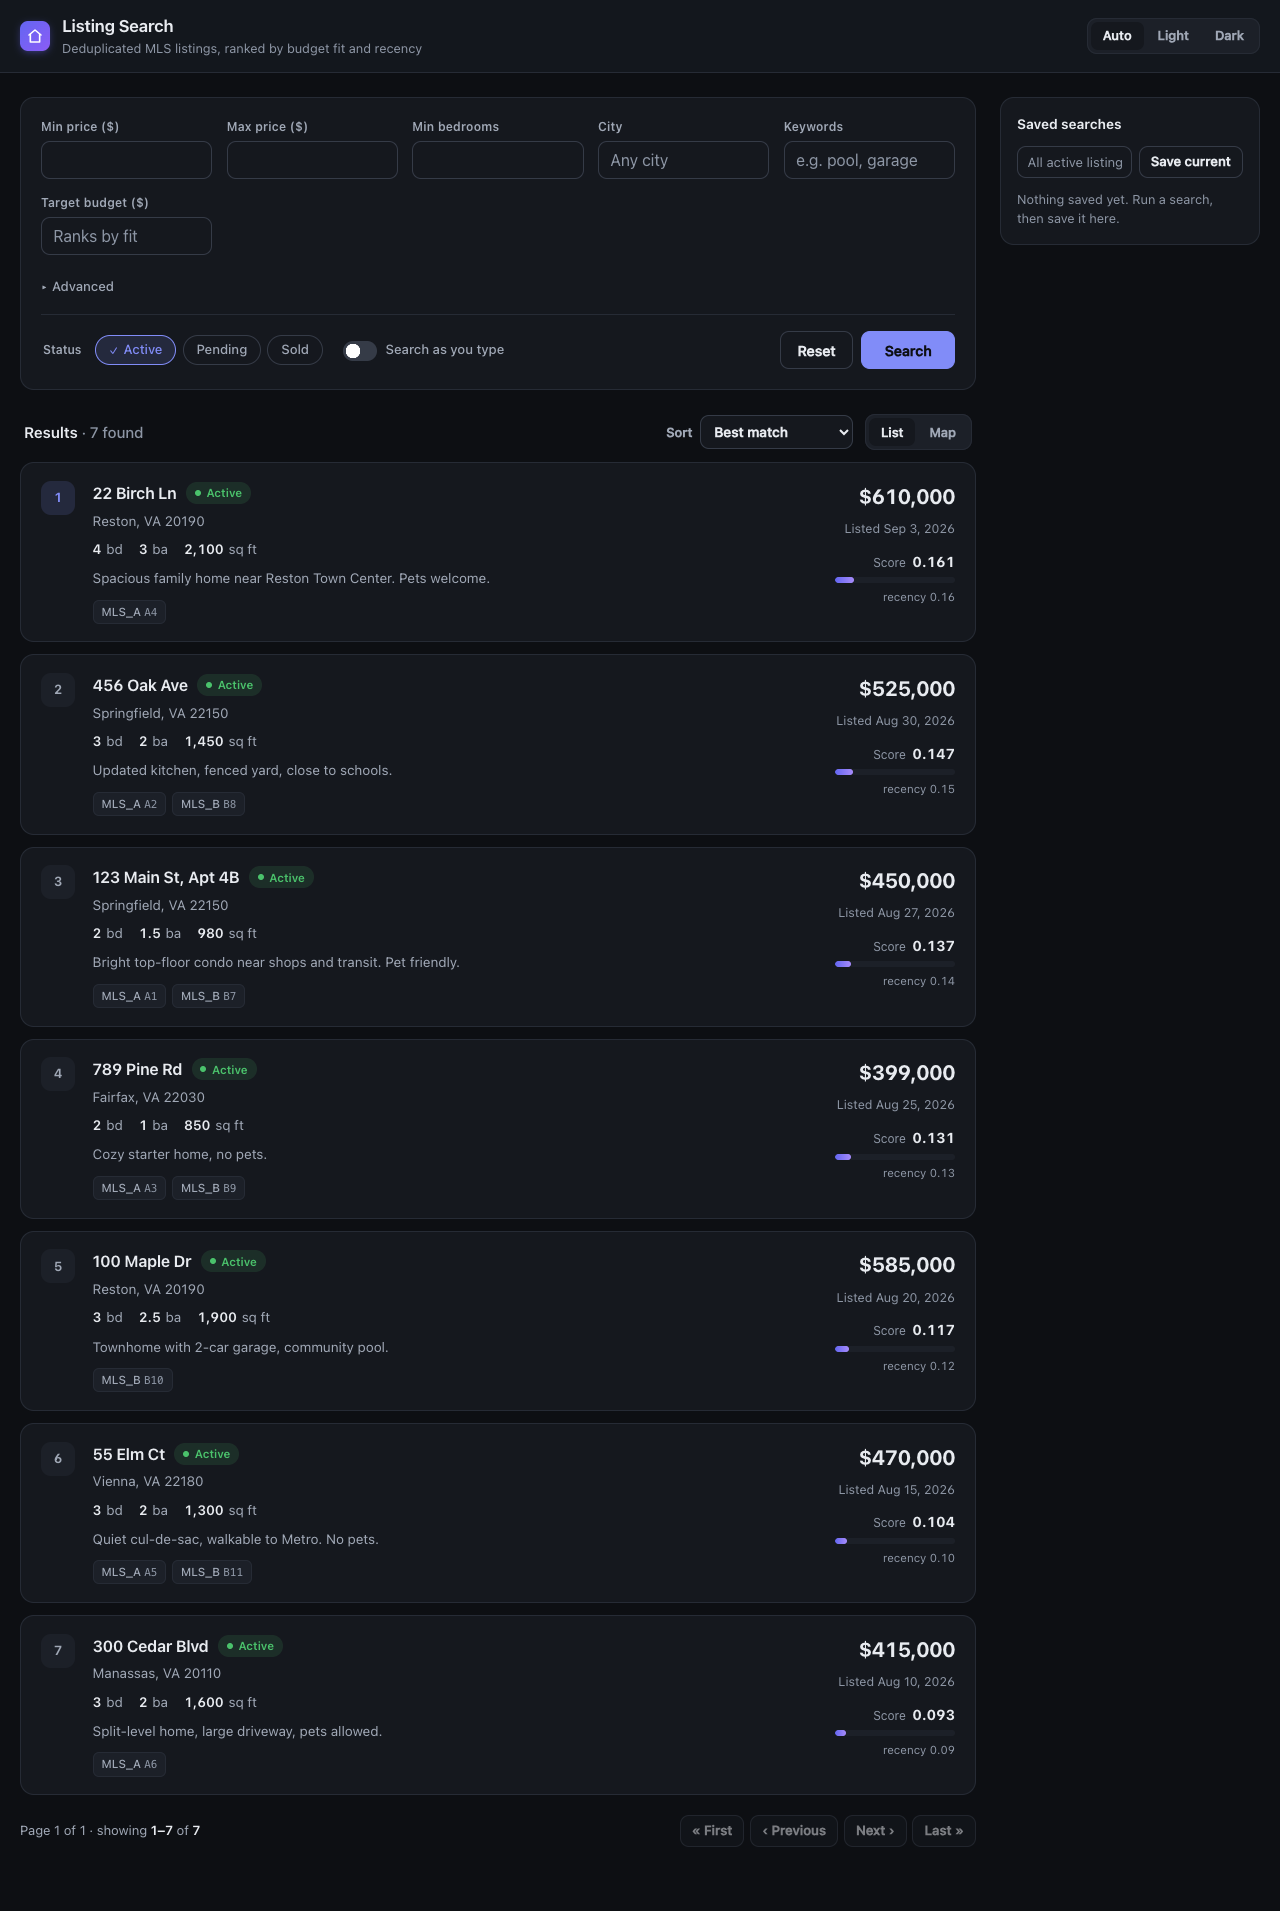 Listing Search
Deduplicated MLS listings, ranked by budget fit and recency
Auto Light Dark
Min price ($) Max price ($) Min bedrooms City Keywords
Any city e.g. pool, garage
Target budget ($)
Ranks by fit
▸ Advanced
Status ✓ Active Pending Sold Search as you type Reset Search
Saved searches
All active listing Save current
Nothing saved yet. Run a search,
then save it here.
Results · 7 found Sort Best match List Map
1 22 Birch Ln Active $610,000
Reston, VA 20190 Listed Sep 3, 2026
4 bd 3 ba 2,100 sq ft Score 0.161
Spacious family home near Reston Town Center. Pets welcome. recency 0.16
MLS_A A4
2 456 Oak Ave Active $525,000
Springfield, VA 22150 Listed Aug 30, 2026
3 bd 2 ba 1,450 sq ft Score 0.147
Updated kitchen, fenced yard, close to schools. recency 0.15
MLS_A A2 MLS_B B8
3 123 Main St, Apt 4B Active $450,000
Springfield, VA 22150 Listed Aug 27, 2026
2 bd 1.5 ba 980 sq ft Score 0.137
Bright top-floor condo near shops and transit. Pet friendly. recency 0.14
MLS_A A1 MLS_B B7
4 789 Pine Rd Active $399,000
Fairfax, VA 22030 Listed Aug 25, 2026
2 bd 1 ba 850 sq ft Score 0.131
Cozy starter home, no pets. recency 0.13
MLS_A A3 MLS_B B9
5 100 Maple Dr Active $585,000
Reston, VA 20190 Listed Aug 20, 2026
3 bd 2.5 ba 1,900 sq ft Score 0.117
Townhome with 2-car garage, community pool. recency 0.12
MLS_B B10
6 55 Elm Ct Active $470,000
Vienna, VA 22180 Listed Aug 15, 2026
3 bd 2 ba 1,300 sq ft Score 0.104
Quiet cul-de-sac, walkable to Metro. No pets. recency 0.10
MLS_A A5 MLS_B B11
7 300 Cedar Blvd Active $415,000
Manassas, VA 20110 Listed Aug 10, 2026
3 bd 2 ba 1,600 sq ft Score 0.093
Split-level home, large driveway, pets allowed. recency 0.09
MLS_A A6
Page 1 of 1 · showing 1–7 of 7 « First ‹ Previous Next › Last »